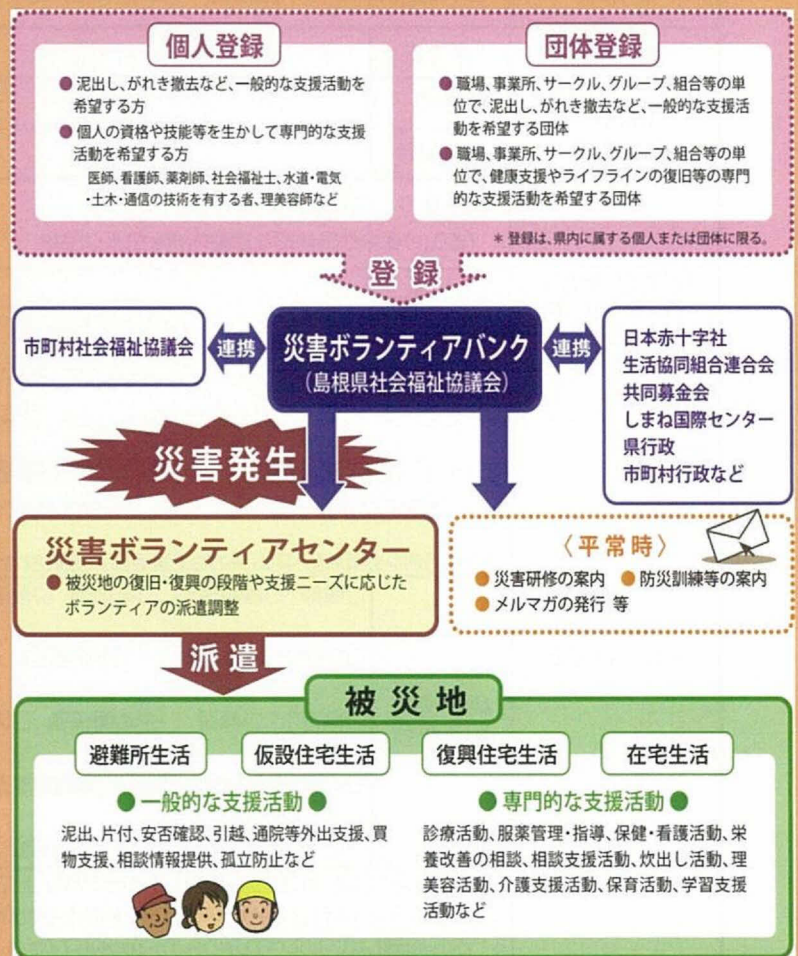 個人登録
● 泥出し、がれき撤去など、一般的な支援活動を
希望する方
● 個人の資格や技能等を生かして専門的な支援
活動を希望する方
医師、看護師、薬剤師、社会福祉士、水道・電気
・土木・通信の技術を有する者、理美容師など
団体登録
● 職場、事業所、サークル、グループ、組合等の単
位で、泥出し、がれき撤去など、一般的な支援活
動を希望する団体
● 職場、事業所、サークル、グループ、組合等の単
位で、健康支援やライフラインの復旧等の専門
的な支援活動を希望する団体
* 登録は、県内に属する個人または団体に限る。
登録
市町村社会福祉協議会
連携
災害ボランティアバンク
(島根県社会福祉協議会)
連携
日本赤十字社
生活協同組合連合会
共同募金会
しまね国際センター
県行政
市町村行政など
災害発生
災害ボランティアセンター
● 被災地の復旧・復興の段階や支援ニーズに応じた
ボランティアの派遣調整
〈平常時〉
● 災害研修の案内 ● 防災訓練等の案内
● メルマガの発行 等
派遣
被災地
避難所生活
仮設住宅生活
復興住宅生活
在宅生活
● 一般的な支援活動 ●
泥出、片付、安否確認、引越、通院等外出支援、買
物支援、相談情報提供、孤立防止など
● 専門的な支援活動 ●
診療活動、服薬管理・指導、保健・看護活動、栄
養改善の相談、相談支援活動、炊出し活動、理
美容活動、介護支援活動、保育活動、学習支援
活動など